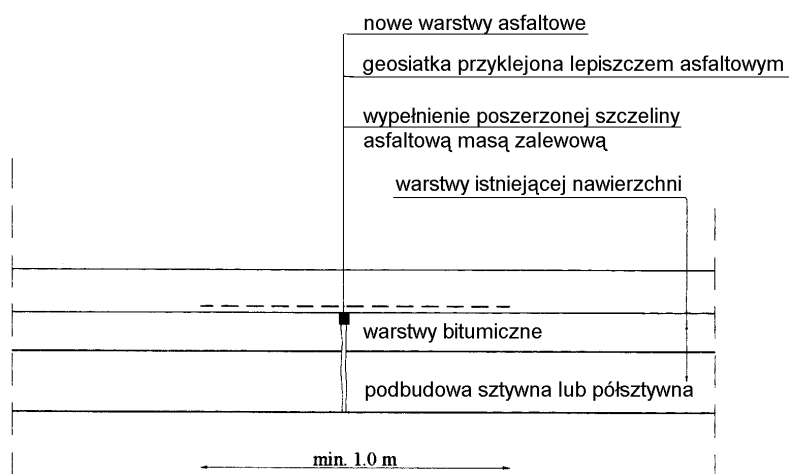 nowe warstwy asfaltowe
geosiatka przyklejona lepiszczem asfaltowym
wypełnienie poszerzonej szczeliny
asfaltową masą zalewową
warstwy istniejącej nawierzchni
warstwy bitumiczne
podbudowa sztywna lub półsztywna
min. 1.0 m